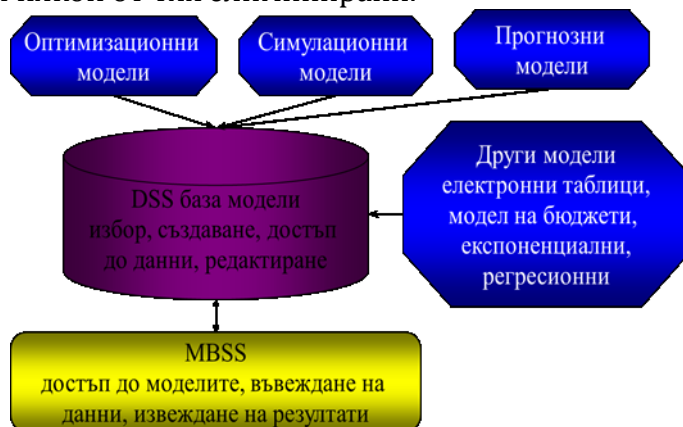 Оптимизационни
модели
Симулационни
модели
Прогнозни
модели
DSS база модели
избор, създаване, достъп
до данни, редактиране
Други модели
електронни таблици,
модел на бюджети,
експоненциални,
регресионни
MBSS
достъп до моделите, въвеждане на
данни, извеждане на резултати